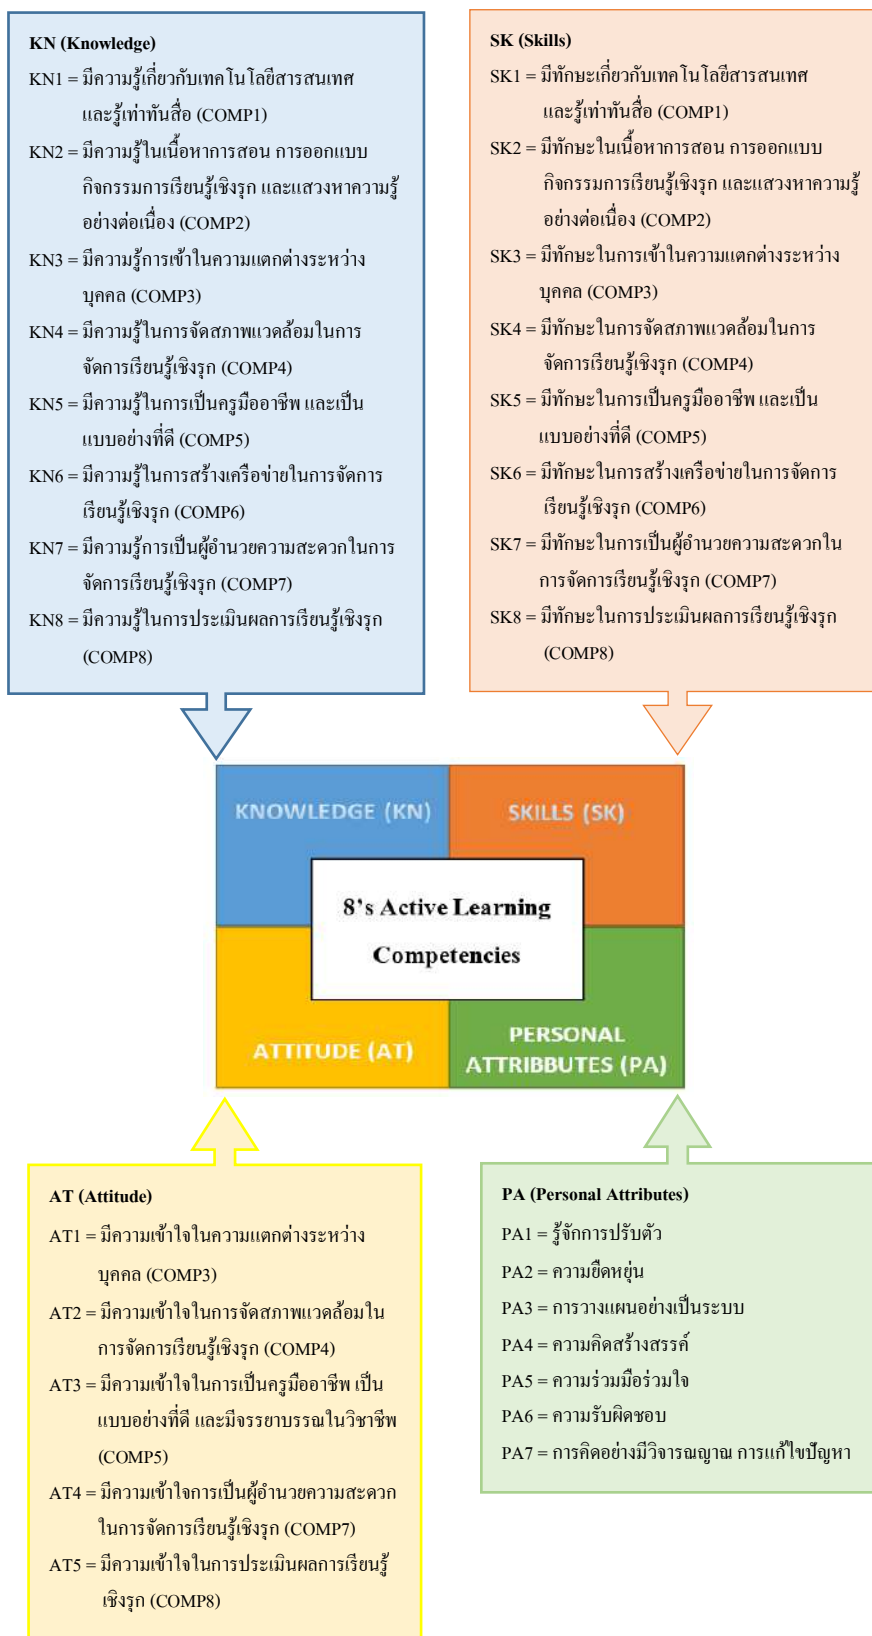 KN (Knowledge)
KN1 = มีความรู้เกี่ยวกับเทคโนโลยีสารสนเทศ
และรู้เท่าทันสื่อ (COMP1)
KN2 = มีความรู้ในเนื้อหาการสอน การออกแบบ
กิจกรรมการเรียนรู้เชิงรุก และแสวงหาความรู้
อย่างต่อเนื่อง (COMP2)
KN3 = มีความรู้การเข้าในความแตกต่างระหว่าง
บุคคล (COMP3)
KN4 = มีความรู้ในการจัดสภาพแวดล้อมในการ
จัดการเรียนรู้เชิงรุก (COMP4)
KN5 = มีความรู้ในการเป็นครูมืออาชีพ และเป็น
แบบอย่างที่ดี (COMP5)
KN6 = มีความรู้ในการสร้างเครือข่ายในการจัดการ
เรียนรู้เชิงรุก (COMP6)
KN7 = มีความรู้การเป็นผู้อำนวยความสะดวกในการ
จัดการเรียนรู้เชิงรุก (COMP7)
KN8 = มีความรู้ในการประเมินผลการเรียนรู้เชิงรุก
(COMP8)
SK (Skills)
SK1 = มีทักษะเกี่ยวกับเทคโนโลยีสารสนเทศ
และรู้เท่าทันสื่อ (COMP1)
SK2 = มีทักษะในเนื้อหาการสอน การออกแบบ
กิจกรรมการเรียนรู้เชิงรุก และแสวงหาความรู้
อย่างต่อเนื่อง (COMP2)
SK3 = มีทักษะในการเข้าในความแตกต่างระหว่าง
บุคคล (COMP3)
SK4 = มีทักษะในการจัดสภาพแวดล้อมในการ
จัดการเรียนรู้เชิงรุก (COMP4)
SK5 = มีทักษะในการเป็นครูมืออาชีพ และเป็น
แบบอย่างที่ดี (COMP5)
SK6 = มีทักษะในการสร้างเครือข่ายในการจัดการ
เรียนรู้เชิงรุก (COMP6)
SK7 = มีทักษะในการเป็นผู้อำนวยความสะดวกใน
การจัดการเรียนรู้เชิงรุก (COMP7)
SK8 = มีทักษะในการประเมินผลการเรียนรู้เชิงรุก
(COMP8)
KNOWLEDGE (KN)
SKILLS (SK)
8's Active Learning
Competencies
ATTITUDE (AT)
PERSONAL
ATTRIBBUTES (PA)
AT (Attitude)
AT1 = มีความเข้าใจในความแตกต่างระหว่าง
บุคคล (COMP3)
AT2 = มีความเข้าใจในการจัดสภาพแวดล้อมใน
การจัดการเรียนรู้เชิงรุก (COMP4)
AT3 = มีความเข้าใจในการเป็นครูมืออาชีพ เป็น
แบบอย่างที่ดี และมีจรรยาบรรณในวิชาชีพ
(COMP5)
AT4 = มีความเข้าใจการเป็นผู้อำนวยความสะดวก
ในการจัดการเรียนรู้เชิงรุก (COMP7)
AT5 = มีความเข้าใจในการประเมินผลการเรียนรู้
เชิงรุก (COMP8)
PA (Personal Attributes)
PA1 = รู้จักการปรับตัว
PA2 = ความยืดหยุ่น
PA3 = การวางแผนอย่างเป็นระบบ
PA4 = ความคิดสร้างสรรค์
PA5 = ความร่วมมือร่วมใจ
PA6 = ความรับผิดชอบ
PA7 = การคิดอย่างมีวิจารณญาณ การแก้ไขปัญหา